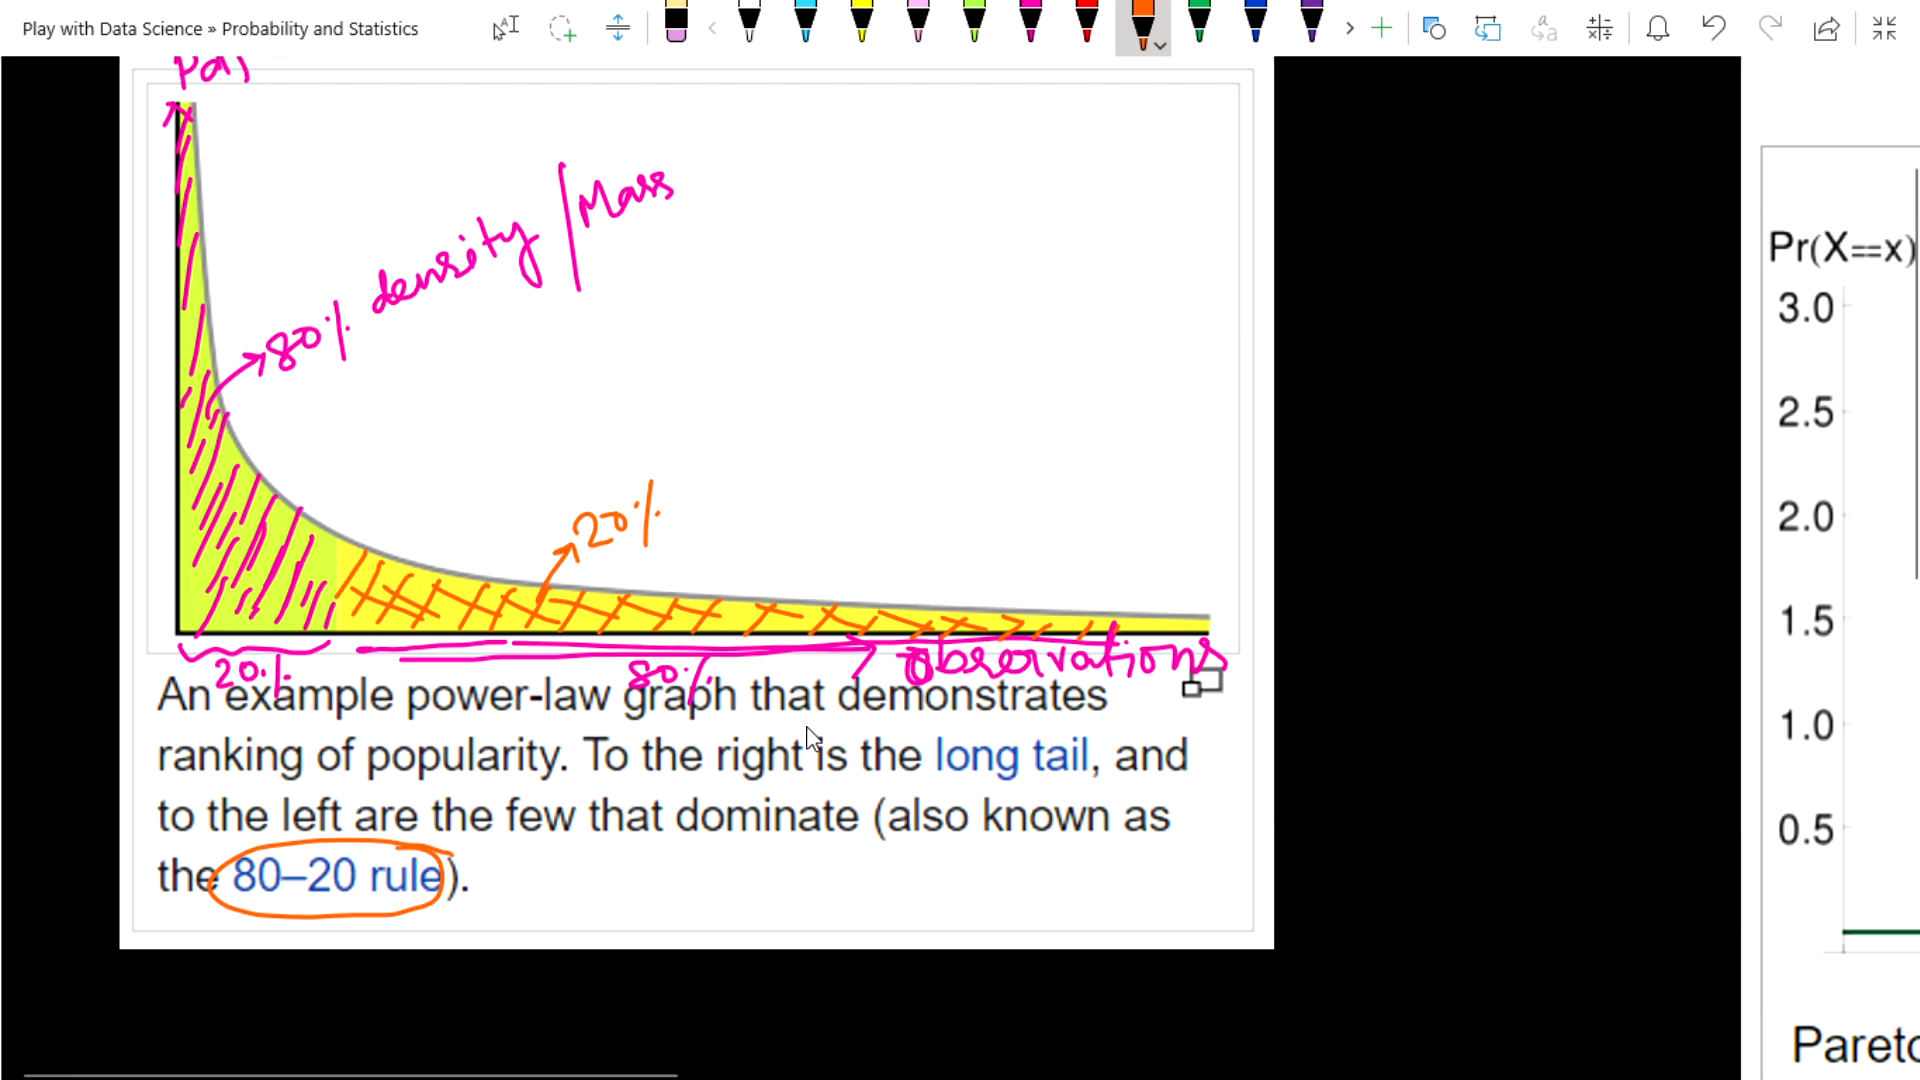 Play with Data Science » Probability and Statistics
80% density / Mass
20%
20%
80%
observations
An example power-law graph that demonstrates
ranking of popularity. To the right is the long tail, and
to the left are the few that dominate (also known as
the 80–20 rule).
Pr(X==x)
3.0
2.5
2.0
1.5
1.0
0.5